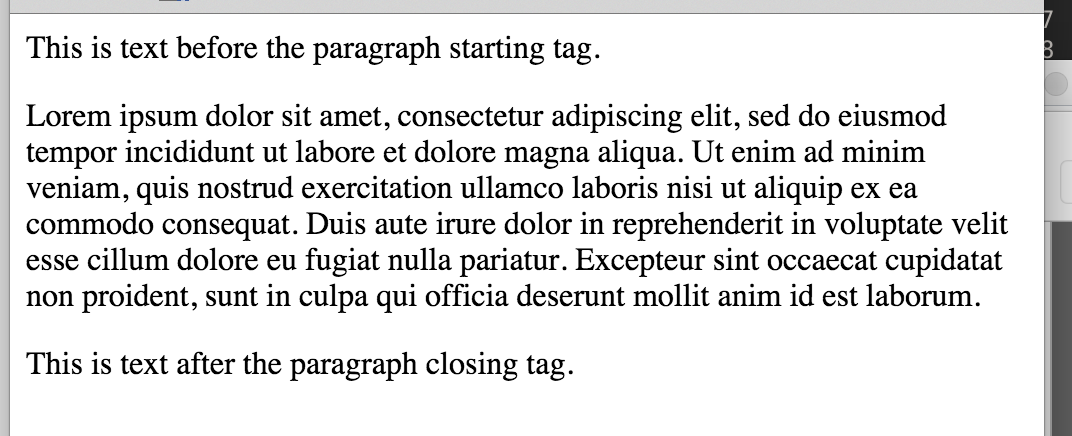 This is text before the paragraph starting tag.
Lorem ipsum dolor sit amet, consectetur adipiscing elit, sed do eiusmod
tempor incididunt ut labore et dolore magna aliqua. Ut enim ad minim
veniam, quis nostrud exercitation ullamco laboris nisi ut aliquip ex ea
commodo consequat. Duis aute irure dolor in reprehenderit in voluptate velit
esse cillum dolore eu fugiat nulla pariatur. Excepteur sint occaecat cupidatat
non proident, sunt in culpa qui officia deserunt mollit anim id est laborum.
This is text after the paragraph closing tag.